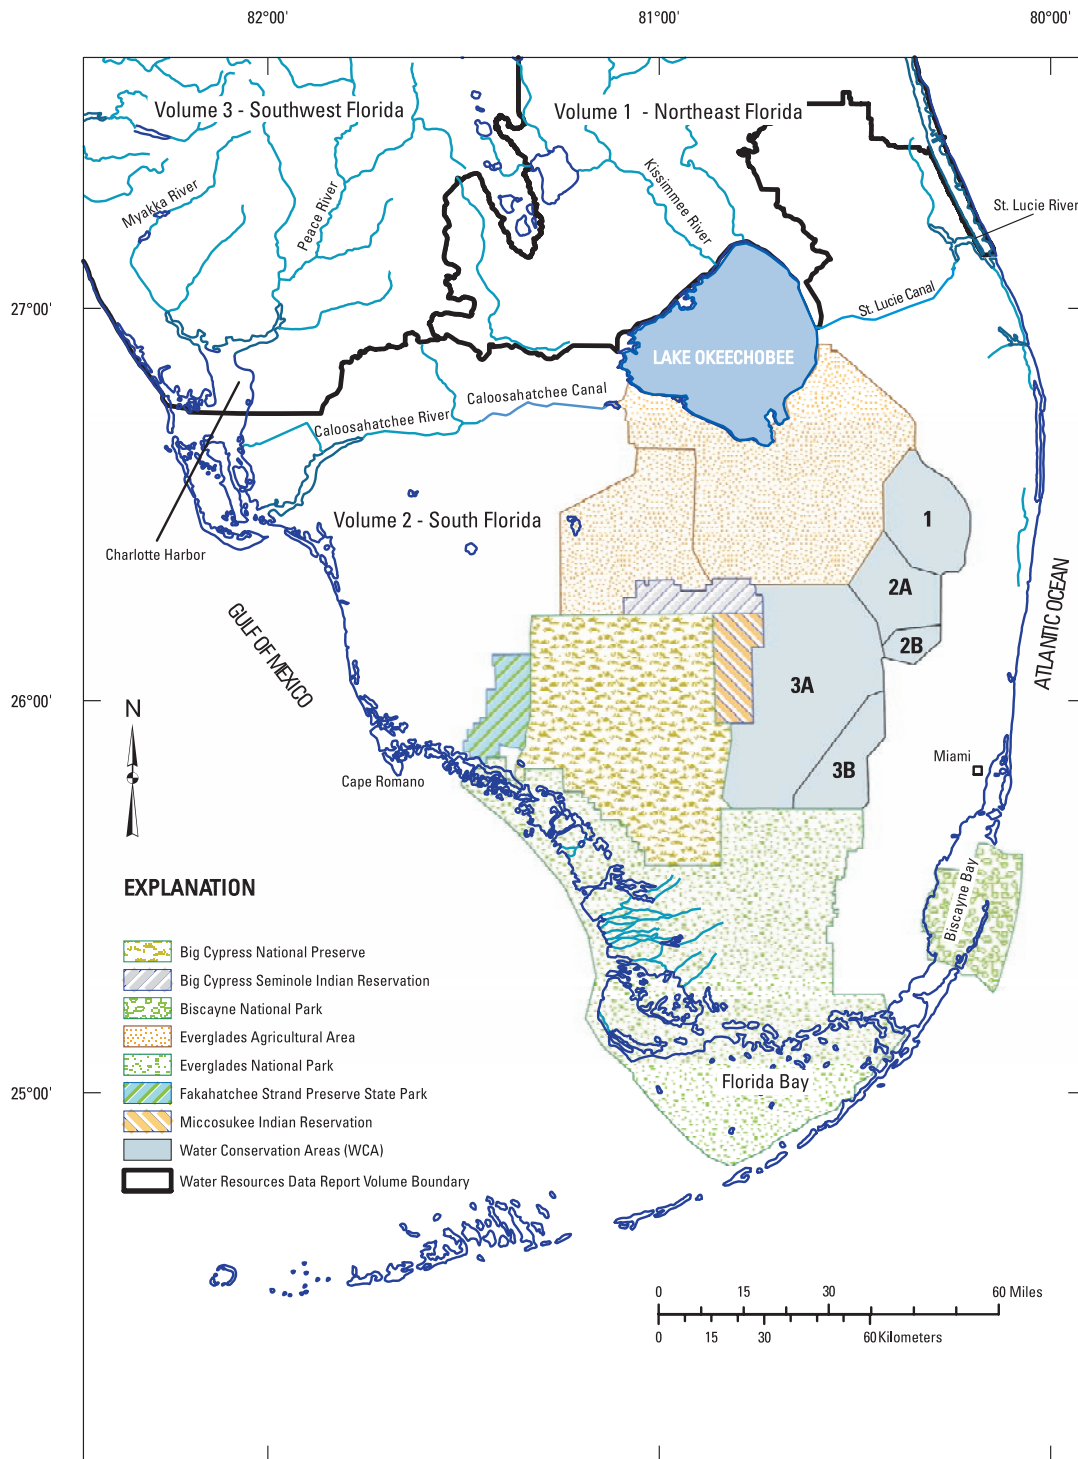 82°00'
81°00'
80°00'
Volume 3 - Southwest Florida
Volume 1 - Northeast Florida
Myakka River
Peace River
Kissimmee River
St. Lucie River
27°00'
St. Lucie Canal
LAKE OKEECHOBEE
Caloosahatchee Canal
Caloosahatchee River
Volume 2 - South Florida
1
Charlotte Harbor
2A
GULF OF MEXICO
ATLANTIC OCEAN
2B
26°00'
3A
N
3B
Miami
Cape Romano
Biscayne Bay
EXPLANATION
Big Cypress National Preserve
Big Cypress Seminole Indian Reservation
Biscayne National Park
Everglades Agricultural Area
Everglades National Park
Fakahatchee Strand Preserve State Park
Miccosukee Indian Reservation
Water Conservation Areas (WCA)
Water Resources Data Report Volume Boundary
25°00'
Florida Bay
0 15 30 60 Miles
0 15 30 60 Kilometers